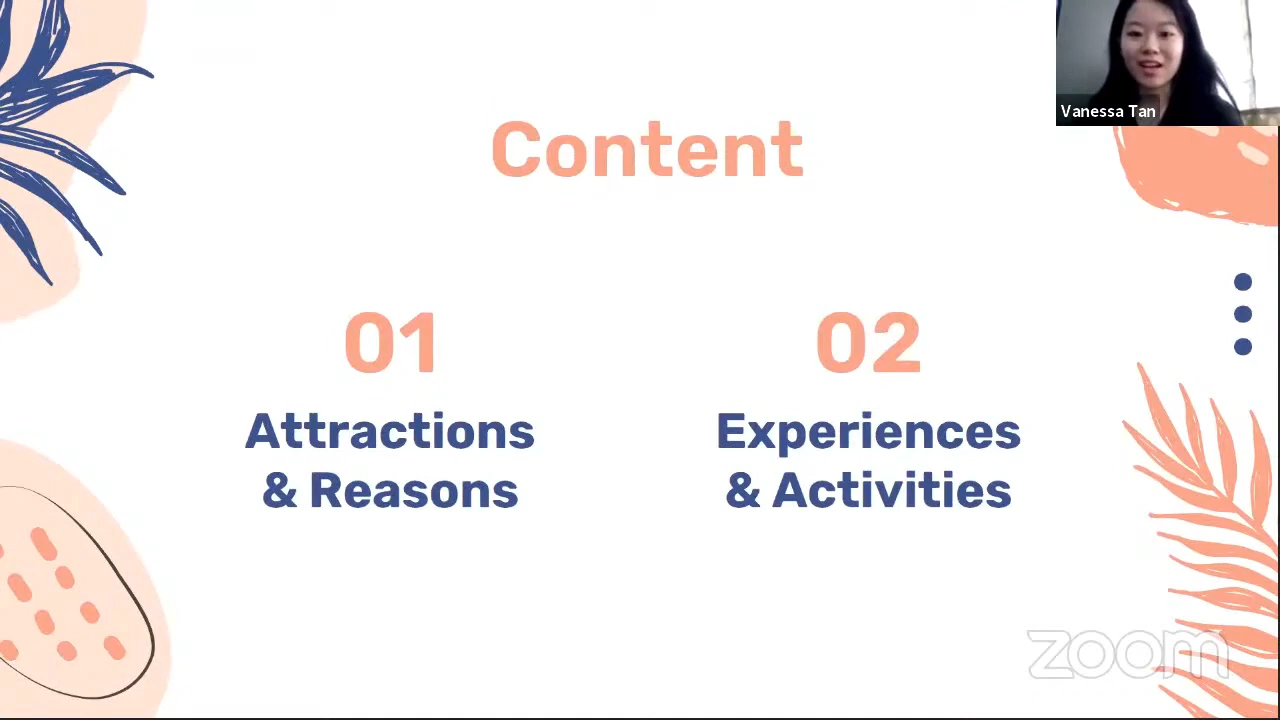 Vanessa Tan
Content
01
Attractions
& Reasons
02
Experiences
& Activities
zoom